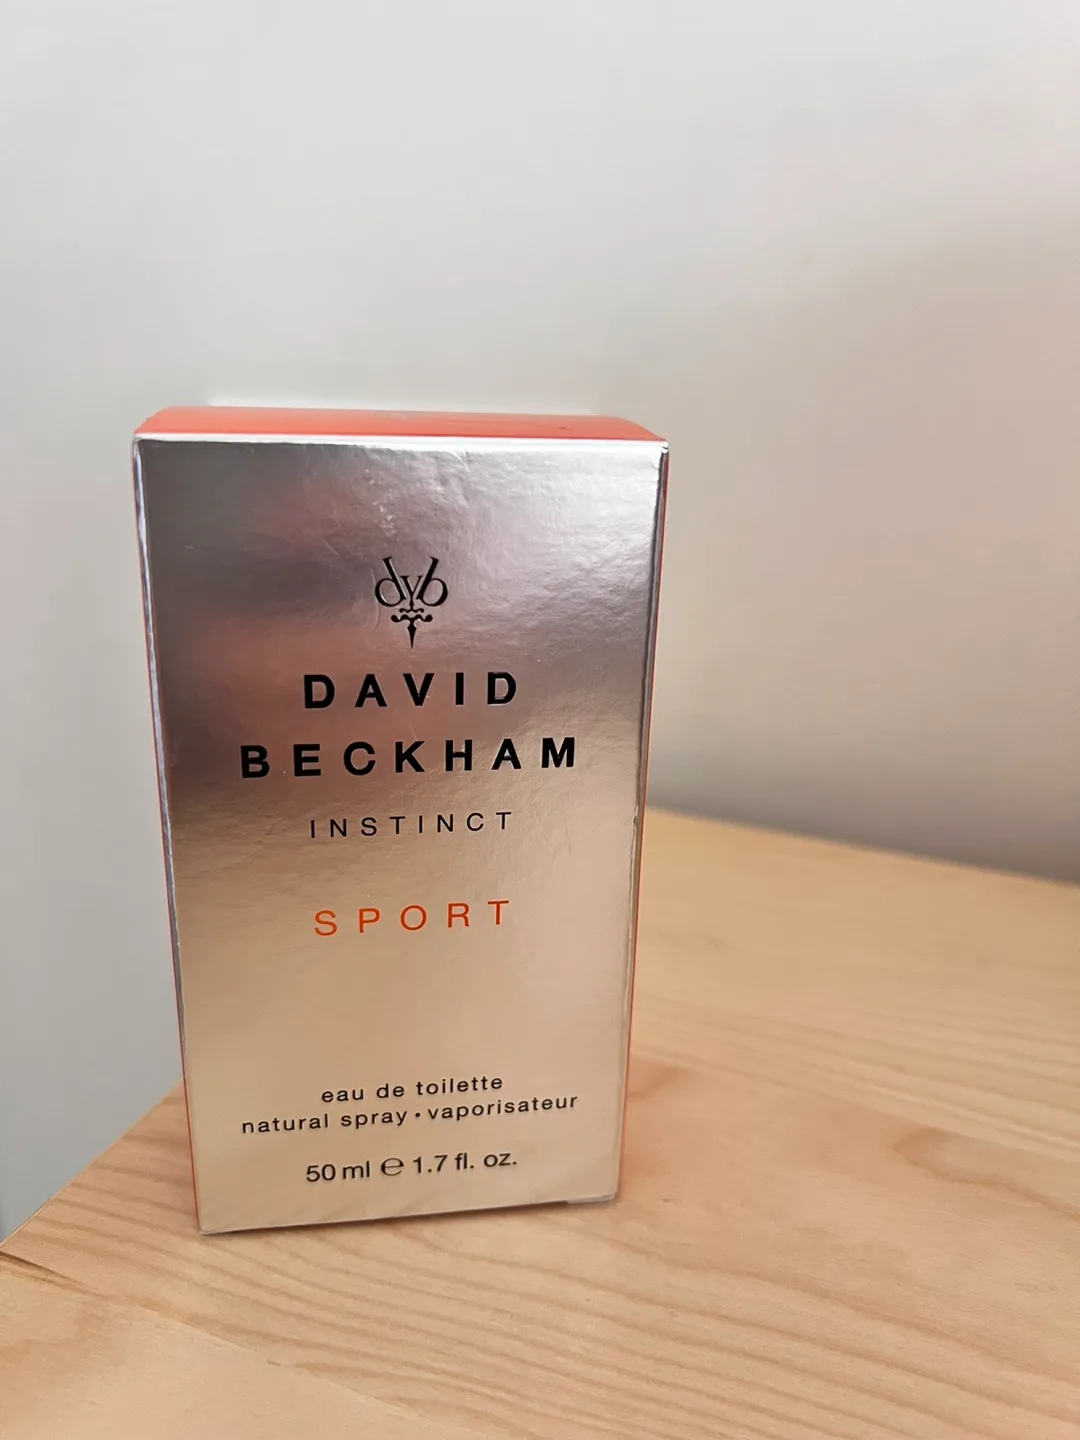 dvb
DAVID
BECKHAM
INSTINCT
SPORT
eau de toilette
natural spray • vaporisateur
50 ml ℮ 1.7 fl. oz.